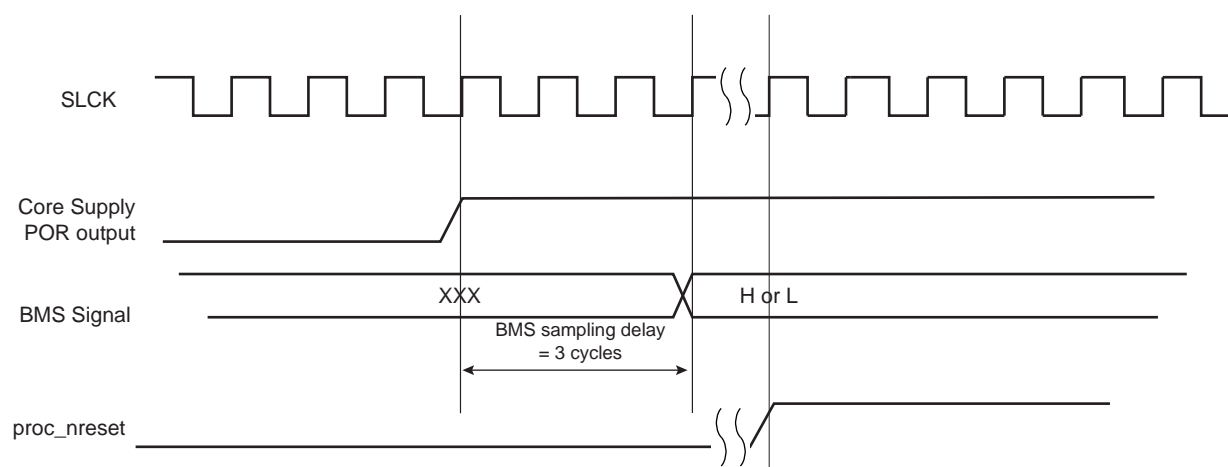 SLCK
Core Supply
POR output
BMS Signal
XXX
H or L
BMS sampling delay
= 3 cycles
proc_nreset